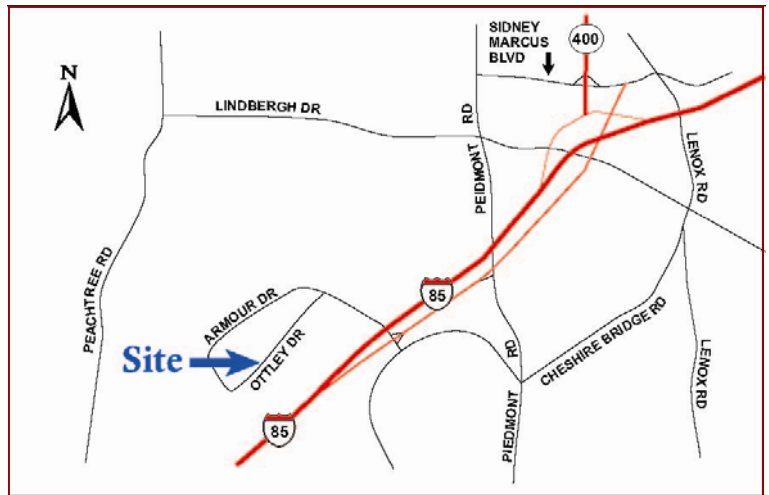 SIDNEY
MARCUS
BLVD
400
N
LINDBERGH DR
RD
PEIDMONT
LENOX RD
PEACHTREE RD
85
ARMOUR DR
OTTLEY DR
Site
RD
CHESHIRE BRIDGE RD
LENOX RD
85
PIEDMONT